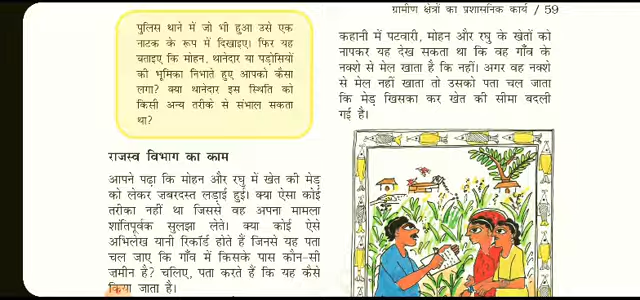 ग्रामीण क्षेत्रों का प्रशासनिक कार्य / 59
पुलिस थाने में जो भी हुआ उसे एक
नाटक के रूप में दिखाइए। फिर यह
बताइए कि मोहन, थानेदार या पड़ोसियों
की भूमिका निभाते हुए आपको कैसा
लगा? क्या थानेदार इस स्थिति को
किसी अन्य तरीके से संभाल सकता
था?
राजस्व विभाग का काम
आपने पढ़ा कि मोहन और रघु में खेत की मेड़
को लेकर ज़बरदस्त लड़ाई हुई। क्या ऐसा कोई
तरीका नहीं था जिससे वह अपना मामला
शांतिपूर्वक सुलझा लेते। क्या कोई ऐसे
अभिलेख यानी रिकॉर्ड होते हैं जिनसे यह पता
चल जाए कि गाँव में किसके पास कौन-सी
ज़मीन है? चलिए, पता करते हैं कि यह कैसे
किया जाता है।
कहानी में पटवारी, मोहन और रघु के खेतों को
नापकर यह देख सकता था कि वह गाँव के
नक्शे से मेल खाता है कि नहीं। अगर वह नक्शे
से मेल नहीं खाता तो उसको पता चल जाता
कि मेड़ खिसका कर खेत की सीमा बदली
गई है।